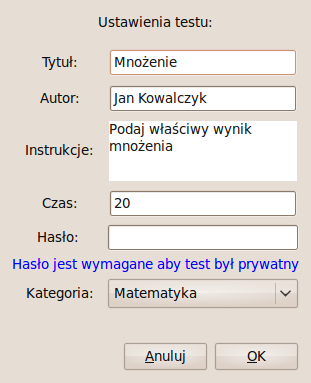 Ustawienia testu:
Tytuł: Mnożenie
Autor: Jan Kowalczyk
Instrukcje: Podaj właściwy wynik
mnożenia
Czas: 20
Hasło:
Hasło jest wymagane aby test był prywatny
Kategoria: Matematyka
Anuluj OK